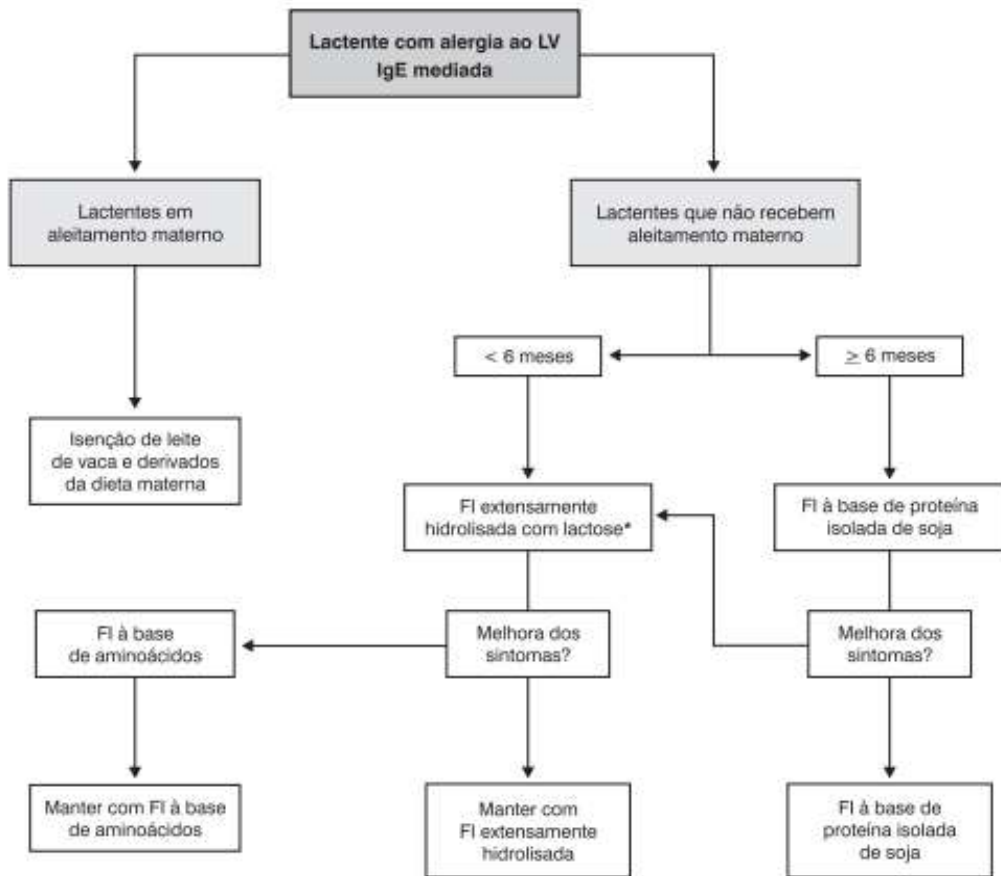 Lactente com alergia ao LV
IgE mediada
Lactentes em
aleitamento materno
Lactentes que não recebem
aleitamento materno
< 6 meses
≥ 6 meses
Isenção de leite
de vaca e derivados
da dieta materna
FI extensamente
hidrolisada com lactose*
FI à base de proteína
isolada de soja
FI à base
de aminoácidos
Melhora dos
sintomas?
Melhora dos
sintomas?
Manter com FI à base
de aminoácidos
Manter com
FI extensamente
hidrolisada
FI à base de
proteína isolada
de soja